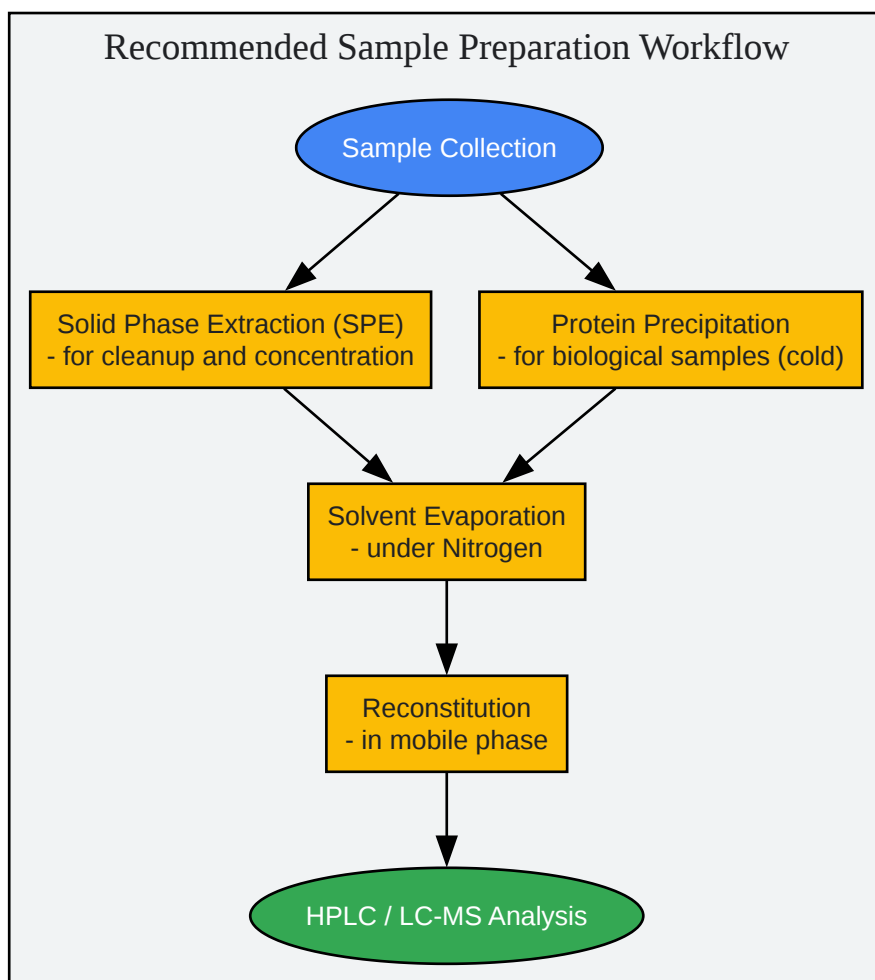 Recommended Sample Preparation Workflow
Sample Collection
Solid Phase Extraction (SPE)
- for cleanup and concentration
Protein Precipitation
- for biological samples (cold)
Solvent Evaporation
- under Nitrogen
Reconstitution
- in mobile phase
HPLC / LC-MS Analysis